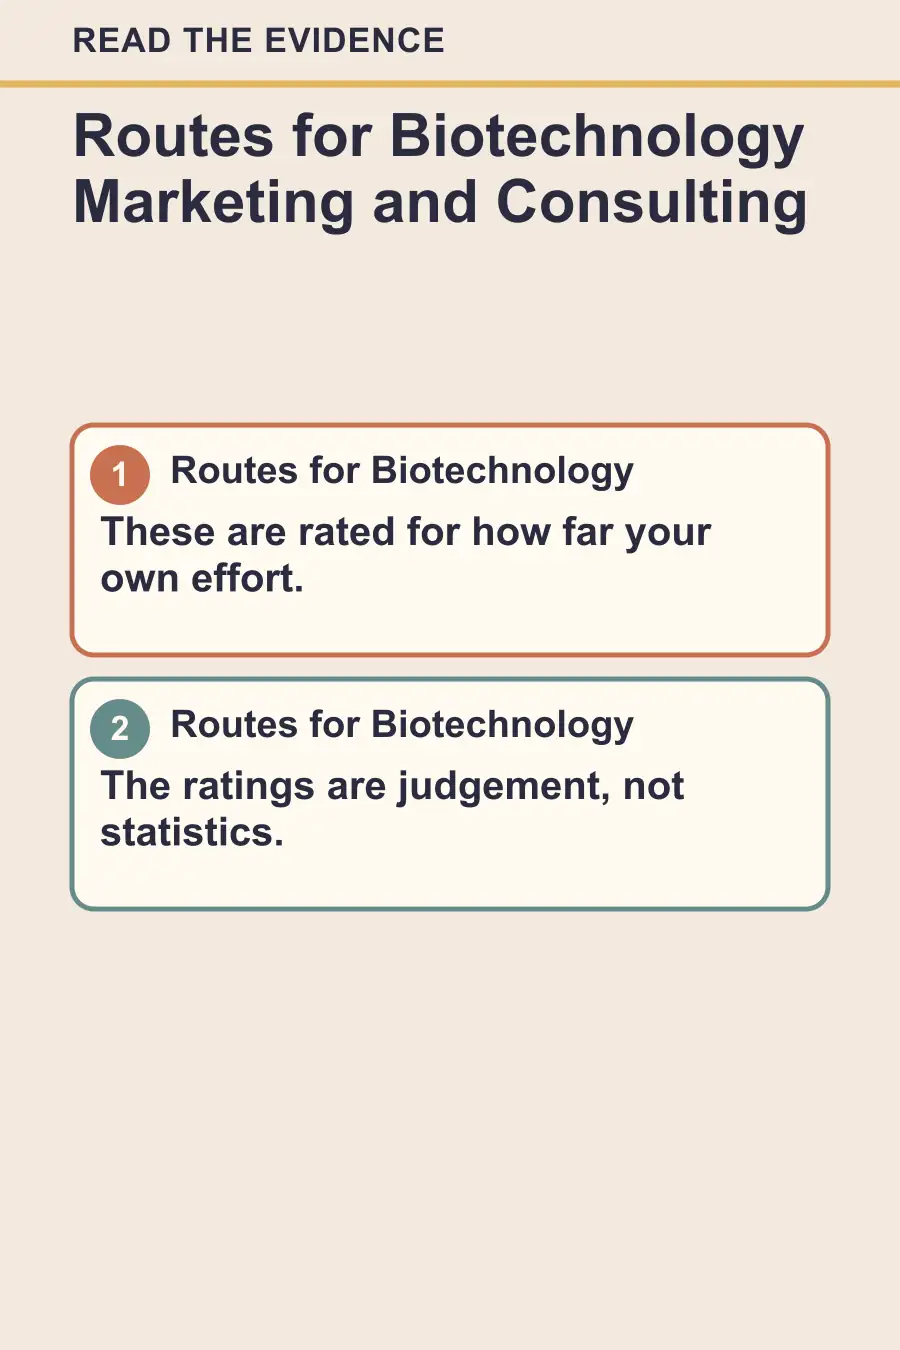 READ THE EVIDENCE
Routes for Biotechnology
Marketing and Consulting
1 Routes for Biotechnology
These are rated for how far your
own effort.
2 Routes for Biotechnology
The ratings are judgement, not
statistics.